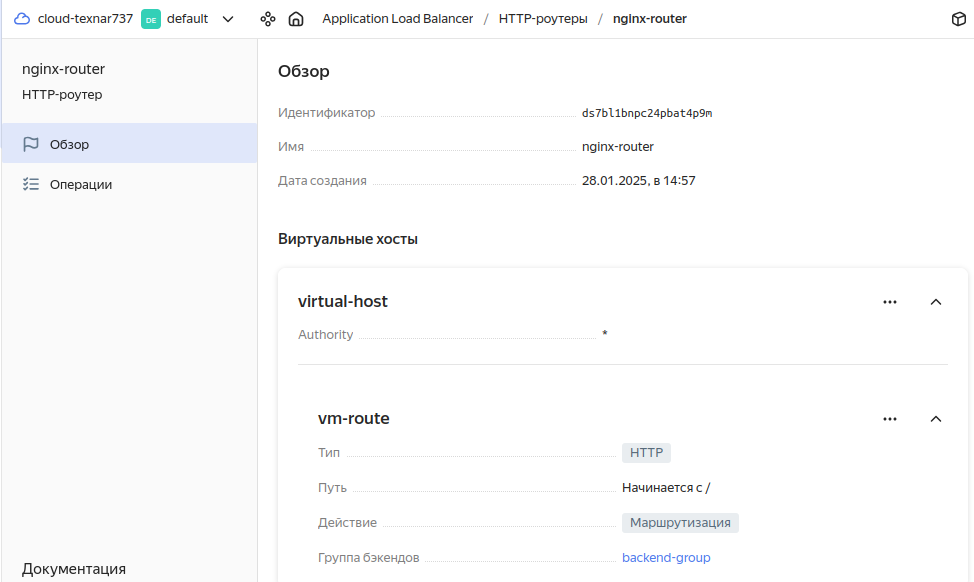 cloud-texnar737 DE default Application Load Balancer / HTTP-роутеры / nginx-router
nginx-router
HTTP-роутер
Обзор
Операции
Документация
Обзор
Идентификатор ds7bl1bnpc24pbat4p9m
Имя nginx-router
Дата создания 28.01.2025, в 14:57
Виртуальные хосты
virtual-host
Authority *
vm-route
Тип HTTP
Путь Начинается с /
Действие Маршрутизация
Группа бэкендов backend-group